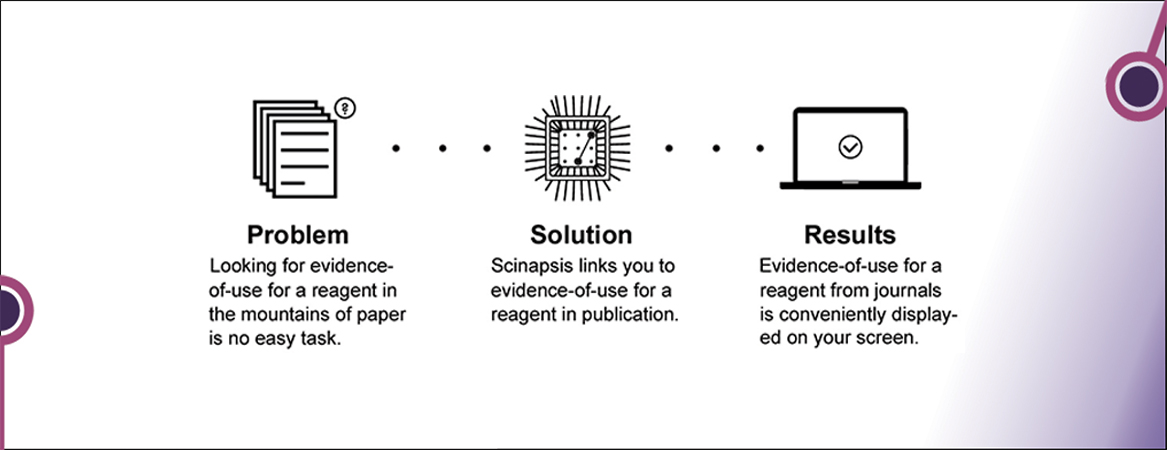 Problem
Looking for evidence-
of-use for a reagent in
the mountains of paper
is no easy task.
Solution
Scinapsis links you to
evidence-of-use for a
reagent in publication.
Results
Evidence-of-use for a
reagent from journals
is conveniently display-
ed on your screen.